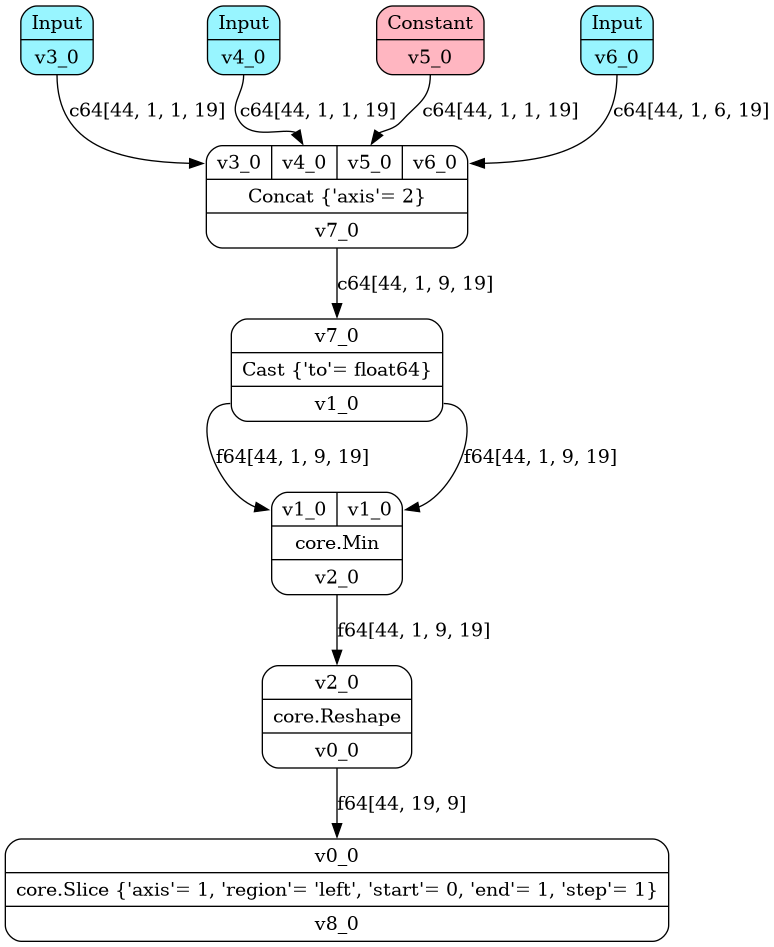 Input
v3_0
Input
v4_0
Constant
v5_0
Input
v6_0
c64[44, 1, 1, 19]
c64[44, 1, 1, 19]
c64[44, 1, 1, 19]
c64[44, 1, 6, 19]
v3_0 v4_0 v5_0 v6_0
Concat {'axis'= 2}
v7_0
c64[44, 1, 9, 19]
v7_0
Cast {'to'= float64}
v1_0
f64[44, 1, 9, 19]
f64[44, 1, 9, 19]
v1_0 v1_0
core.Min
v2_0
f64[44, 1, 9, 19]
v2_0
core.Reshape
v0_0
f64[44, 19, 9]
v0_0
core.Slice {'axis'= 1, 'region'= 'left', 'start'= 0, 'end'= 1, 'step'= 1}
v8_0